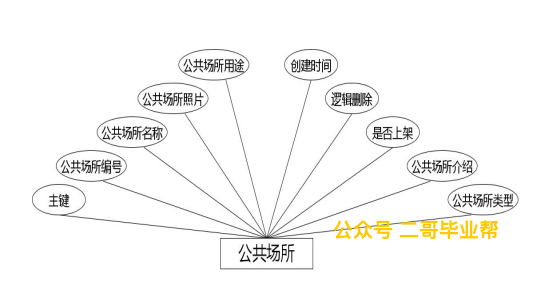 公共场所用途
创建时间
公共场所照片
逻辑删除
公共场所名称
是否上架
公共场所编号
公共场所介绍
主键
公共场所类型
公众号 二哥毕业帮
公共场所